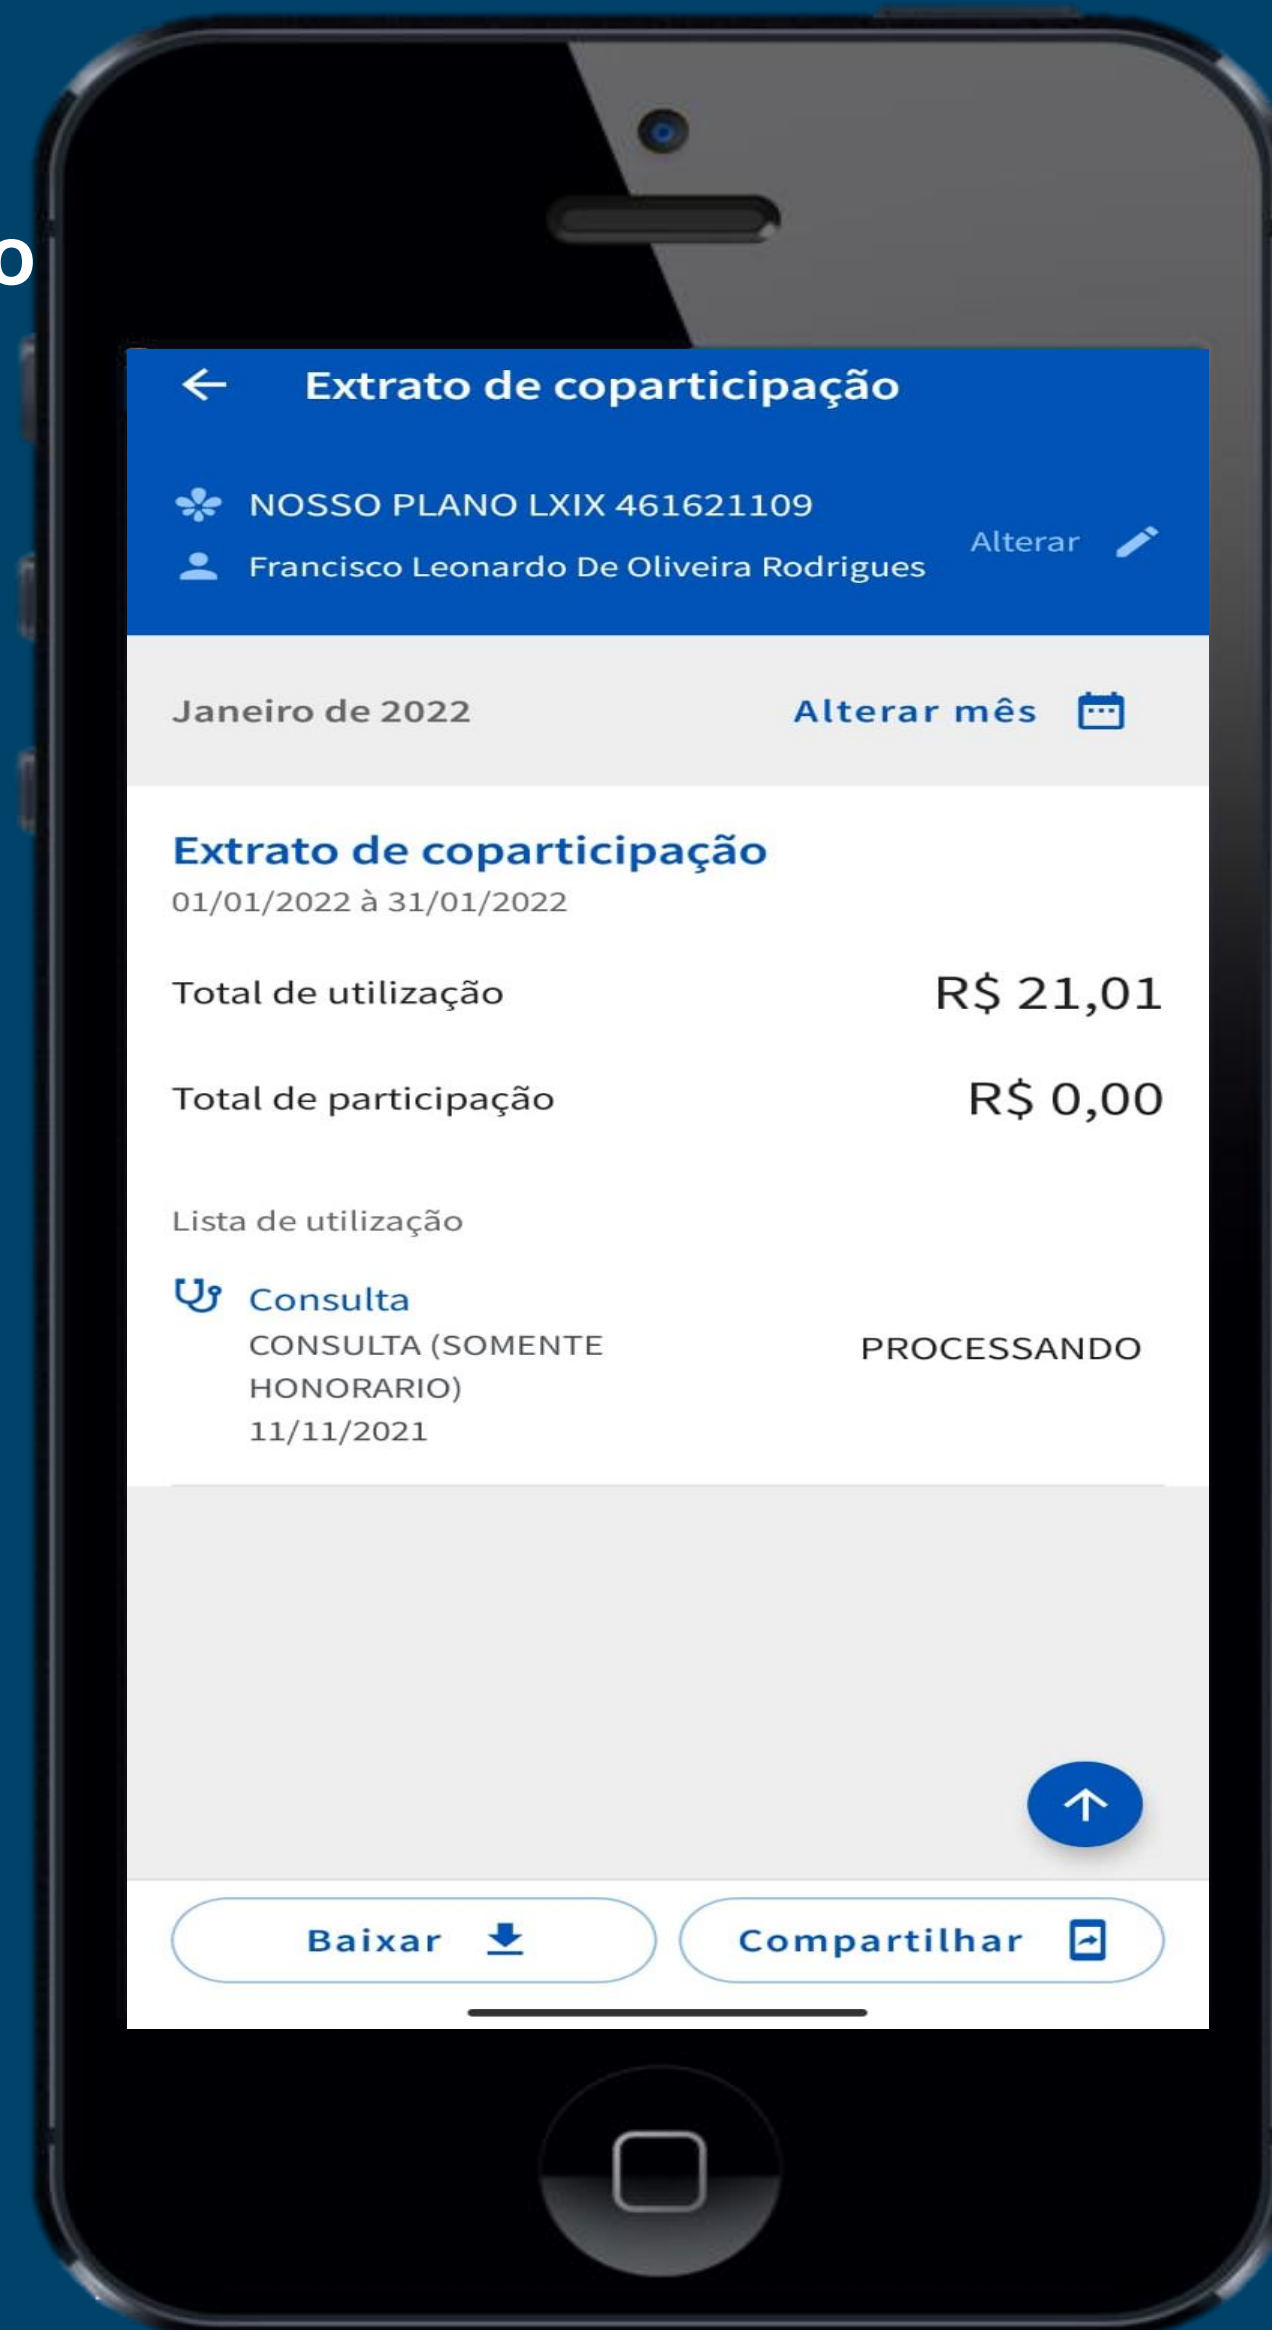 o
Extrato de coparticipação
NOSSO PLANO LXIX 461621109
Francisco Leonardo De Oliveira Rodrigues
Alterar
Janeiro de 2022
Alterar mês
Extrato de coparticipação
01/01/2022 à 31/01/2022
Total de utilização
R$ 21,01
Total de participação
R$ 0,00
Lista de utilização
Consulta
CONSULTA (SOMENTE
HONORARIO)
11/11/2021
PROCESSANDO
Baixar
Compartilhar